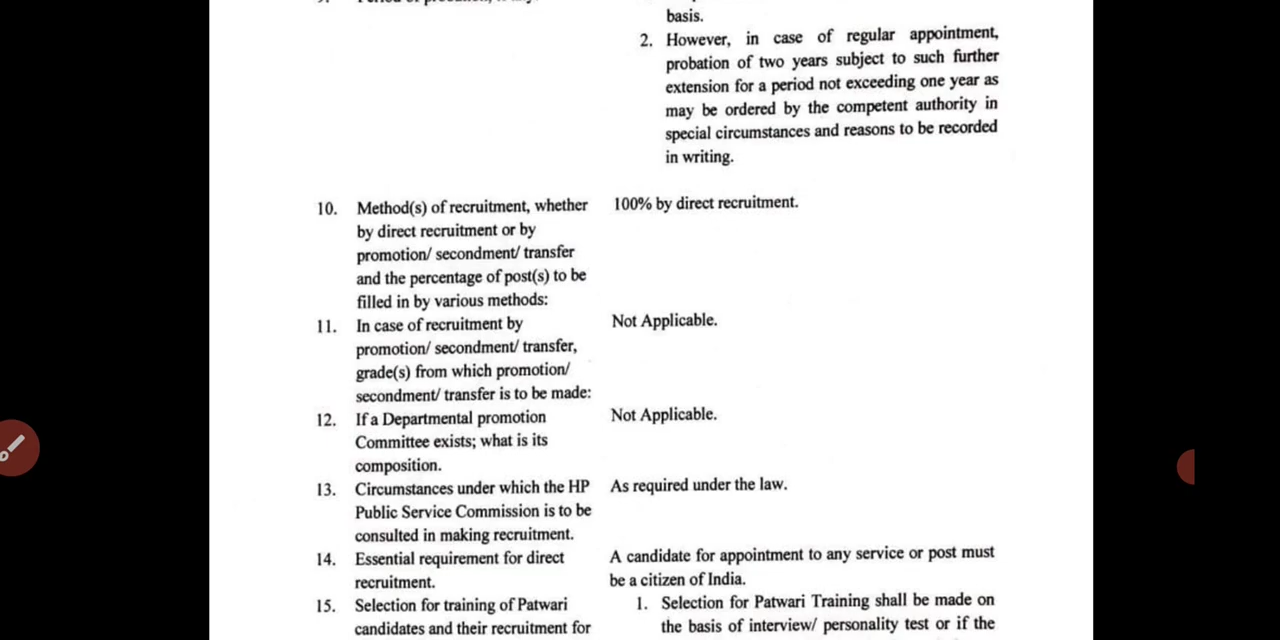 basis.
2. However, in case of regular appointment,
probation of two years subject to such further
extension for a period not exceeding one year as
may be ordered by the competent authority in
special circumstances and reasons to be recorded
in writing.
10. Method(s) of recruitment, whether
by direct recruitment or by
promotion/ secondment/ transfer
and the percentage of post(s) to be
filled in by various methods:
100% by direct recruitment.
11. In case of recruitment by
promotion/ secondment/ transfer,
grade(s) from which promotion/
secondment/ transfer is to be made:
Not Applicable.
12. If a Departmental promotion
Committee exists; what is its
composition.
Not Applicable.
13. Circumstances under which the HP
Public Service Commission is to be
consulted in making recruitment.
As required under the law.
14. Essential requirement for direct
recruitment.
A candidate for appointment to any service or post must
be a citizen of India.
15. Selection for training of Patwari
candidates and their recruitment for
1. Selection for Patwari Training shall be made on
the basis of interview/ personality test or if the